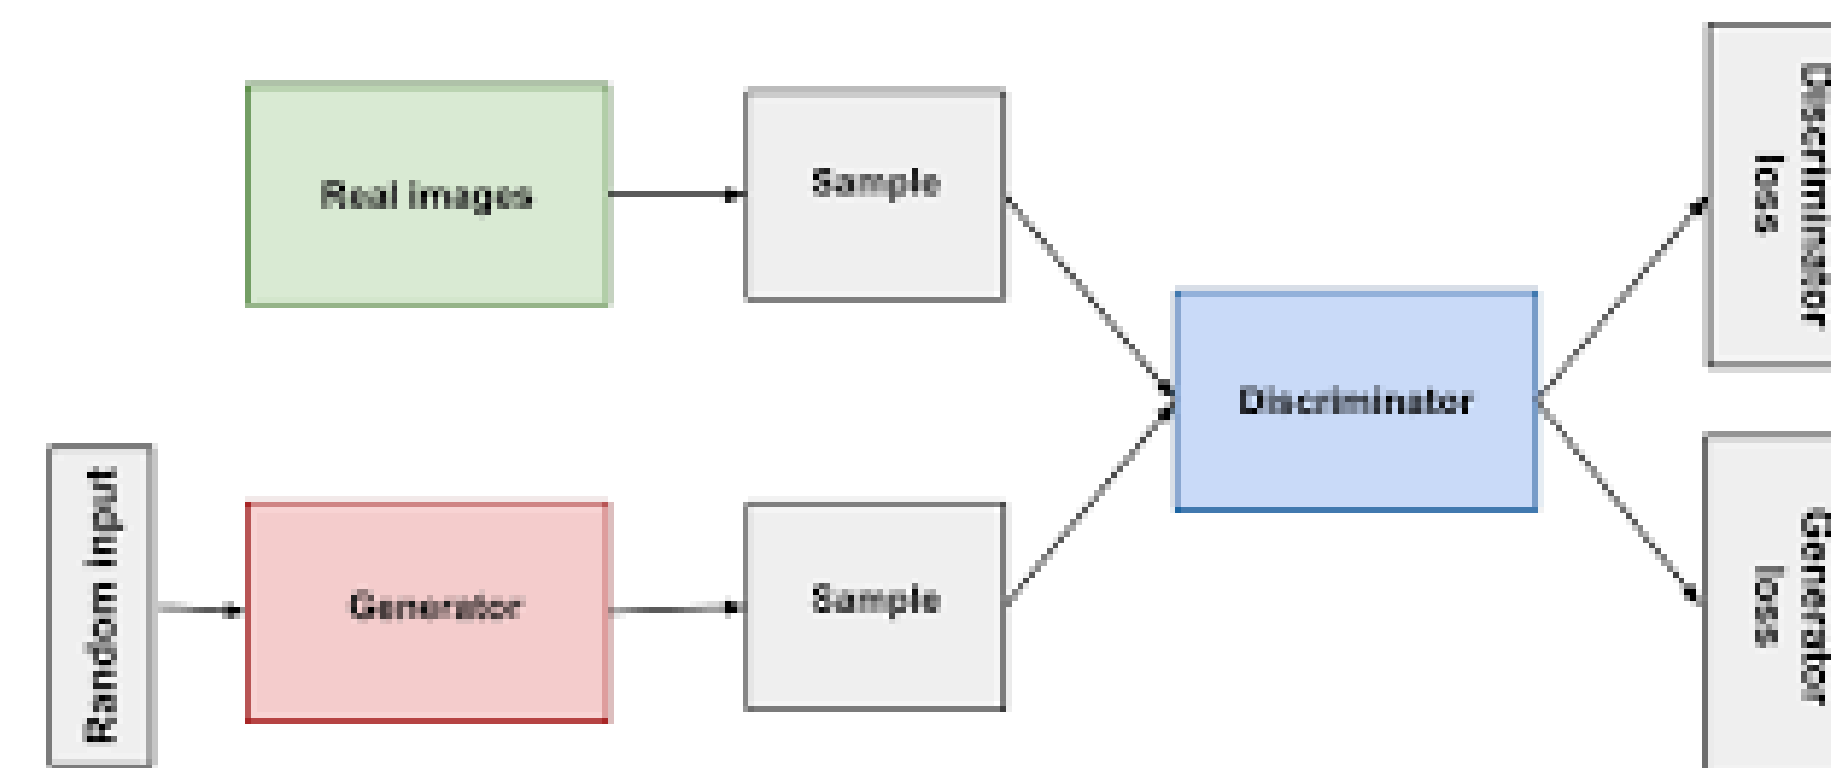 Real images
Sample
Discriminator
loss
Discriminator
Random input
Generator
Sample
Generator
loss